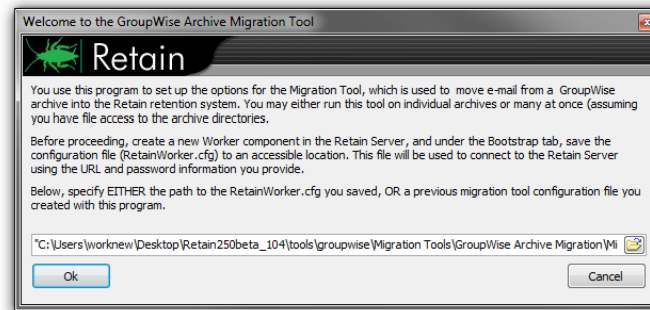 Welcome to the GroupWise Archive Migration Tool
Retain
You use this program to set up the options for the Migration Tool, which is used to move e-mail from a GroupWise
archive into the Retain retention system. You may either run this tool on individual archives or many at once (assuming
you have file access to the archive directories.
Before proceeding, create a new Worker component in the Retain Server, and under the Bootstrap tab, save the
configuration file (RetainWorker.cfg) to an accessible location. This file will be used to connect to the Retain Server
using the URL and password information you provide.
Below, specify EITHER the path to the RetainWorker.cfg you saved, OR a previous migration tool configuration file you
created with this program.
"C:\Users\worknew\Desktop\Retain250beta_104\tools\groupwise\Migration Tools\GroupWise Archive Migration\Mi
Ok
Cancel